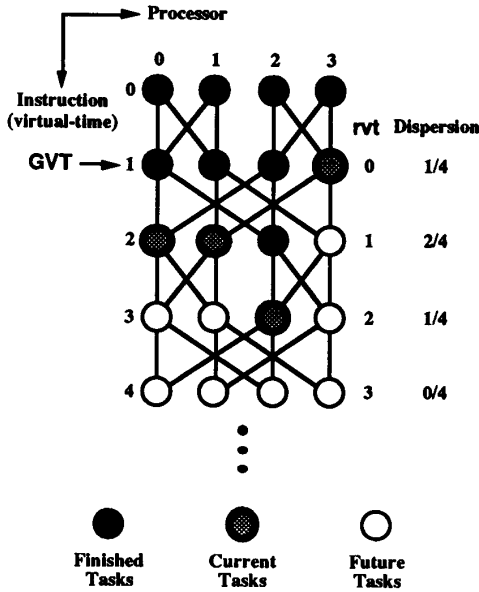 Processor
0 1 2 3
0
Instruction
(virtual-time)
rvt Dispersion
GVT 1 0 1/4
2 1 2/4
3 2 1/4
4 3 0/4
Finished
Tasks
Current
Tasks
Future
Tasks